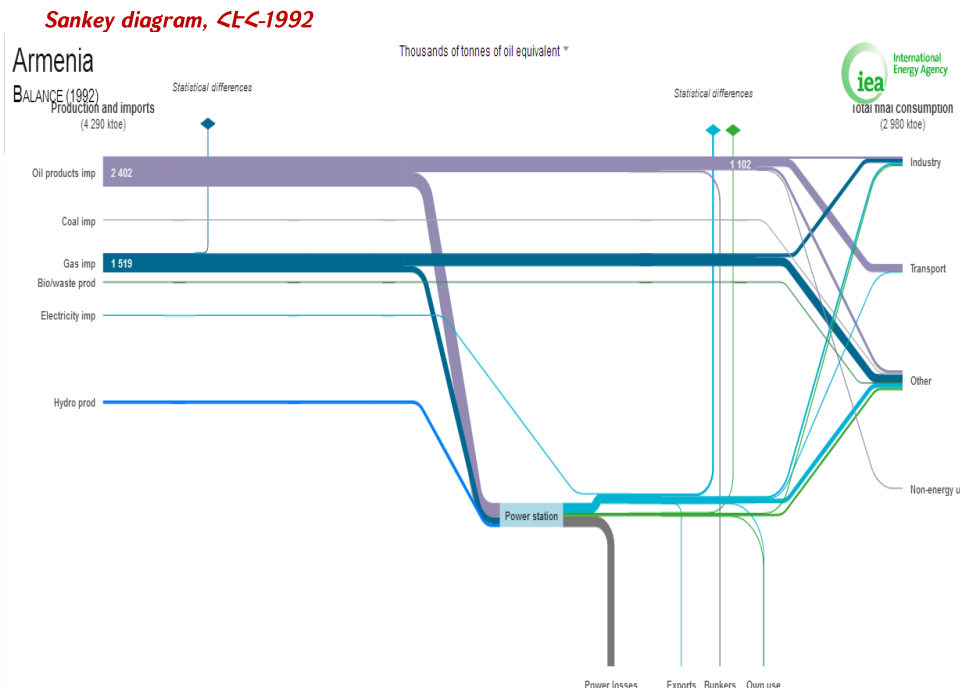 Sankey diagram, ՀԷՀ-1992
Armenia
BALANCE (1992)
Thousands of tonnes of oil equivalent
International
Energy Agency
iea
Statistical differences
Statistical differences
Production and imports
(4 290 ktoe)
Total final consumption
(2 980 ktoe)
Oil products imp
2 402
1 102
Industry
Coal imp
Gas imp
1 519
Transport
Bio/waste prod
Electricity imp
Other
Hydro prod
Non-energy u
Power station
Power losses
Exports
Bunkers
Own use